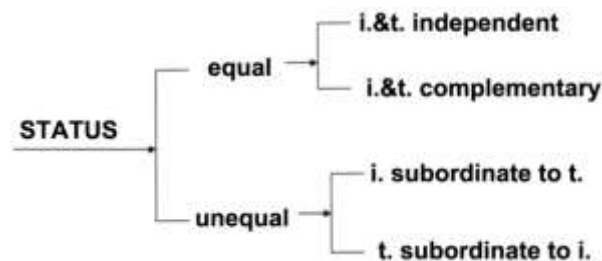 i.&t. independent
equal
i.&t. complementary
STATUS
i. subordinate to t.
unequal
t. subordinate to i.